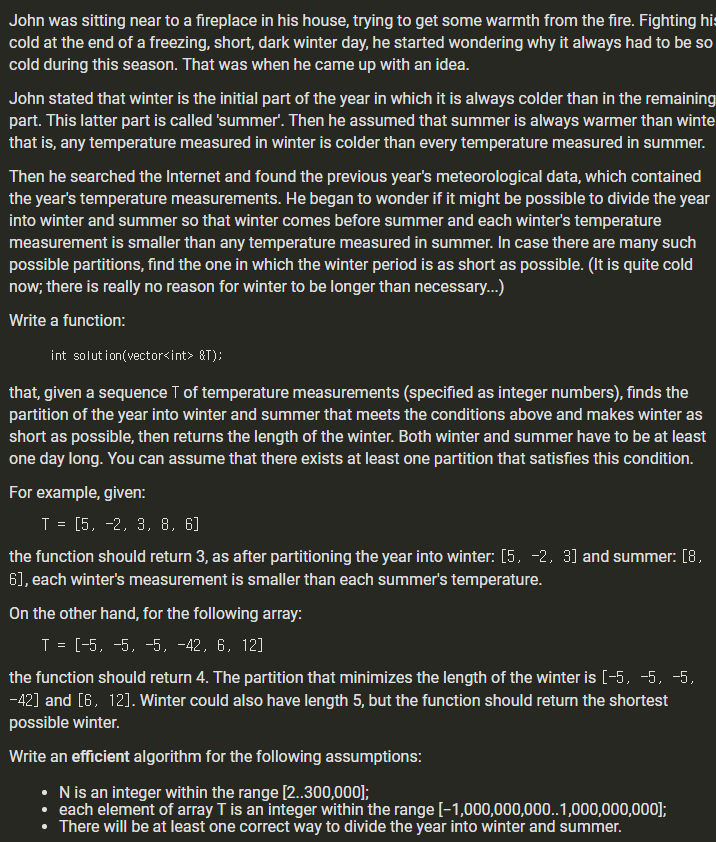 John was sitting near to a fireplace in his house, trying to get some warmth from the fire. Fighting his
cold at the end of a freezing, short, dark winter day, he started wondering why it always had to be so
cold during this season. That was when he came up with an idea.
John stated that winter is the initial part of the year in which it is always colder than in the remaining
part. This latter part is called 'summer'. Then he assumed that summer is always warmer than winte
that is, any temperature measured in winter is colder than every temperature measured in summer.
Then he searched the Internet and found the previous year's meteorological data, which contained
the year's temperature measurements. He began to wonder if it might be possible to divide the year
into winter and summer so that winter comes before summer and each winter's temperature
measurement is smaller than any temperature measured in summer. In case there are many such
possible partitions, find the one in which the winter period is as short as possible. (It is quite cold
now; there is really no reason for winter to be longer than necessary...)
Write a function:
int solution(vector<int> &T);
that, given a sequence T of temperature measurements (specified as integer numbers), finds the
partition of the year into winter and summer that meets the conditions above and makes winter as
short as possible, then returns the length of the winter. Both winter and summer have to be at least
one day long. You can assume that there exists at least one partition that satisfies this condition.
For example, given:
T = [5, -2, 3, 8, 6]
the function should return 3, as after partitioning the year into winter: [5, -2, 3] and summer: [8,
6], each winter's measurement is smaller than each summer's temperature.
On the other hand, for the following array:
T = [-5, -5, -5, -42, 6, 12]
the function should return 4. The partition that minimizes the length of the winter is [-5, -5, -5,
-42] and [6, 12]. Winter could also have length 5, but the function should return the shortest
possible winter.
Write an efficient algorithm for the following assumptions:
• N is an integer within the range [2..300,000];
• each element of array T is an integer within the range [−1,000,000,000..1,000,000,000];
• There will be at least one correct way to divide the year into winter and summer.